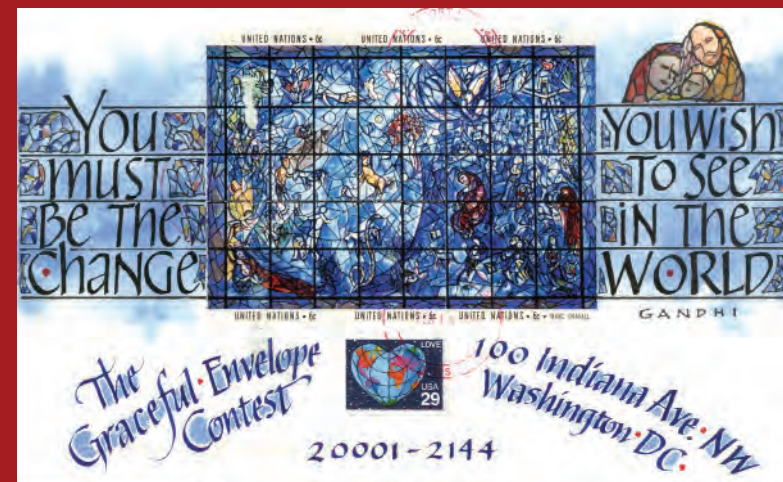 UNITED NATIONS • 6c UNITED NATIONS • 6c UNITED NATIONS • 6c
YOU
MUST
Be The
ChANGE
YOU WISh
TO See
iN The
WORLD
GANDHI
UNITED NATIONS • 6c UNITED NATIONS • 6c UNITED NATIONS • 6c • MARC CHAGALL
The
Graceful • Envelope
Contest
LOVE
USA
29
100 Indiana Ave. • NW
Washington • DC •
20001-2144